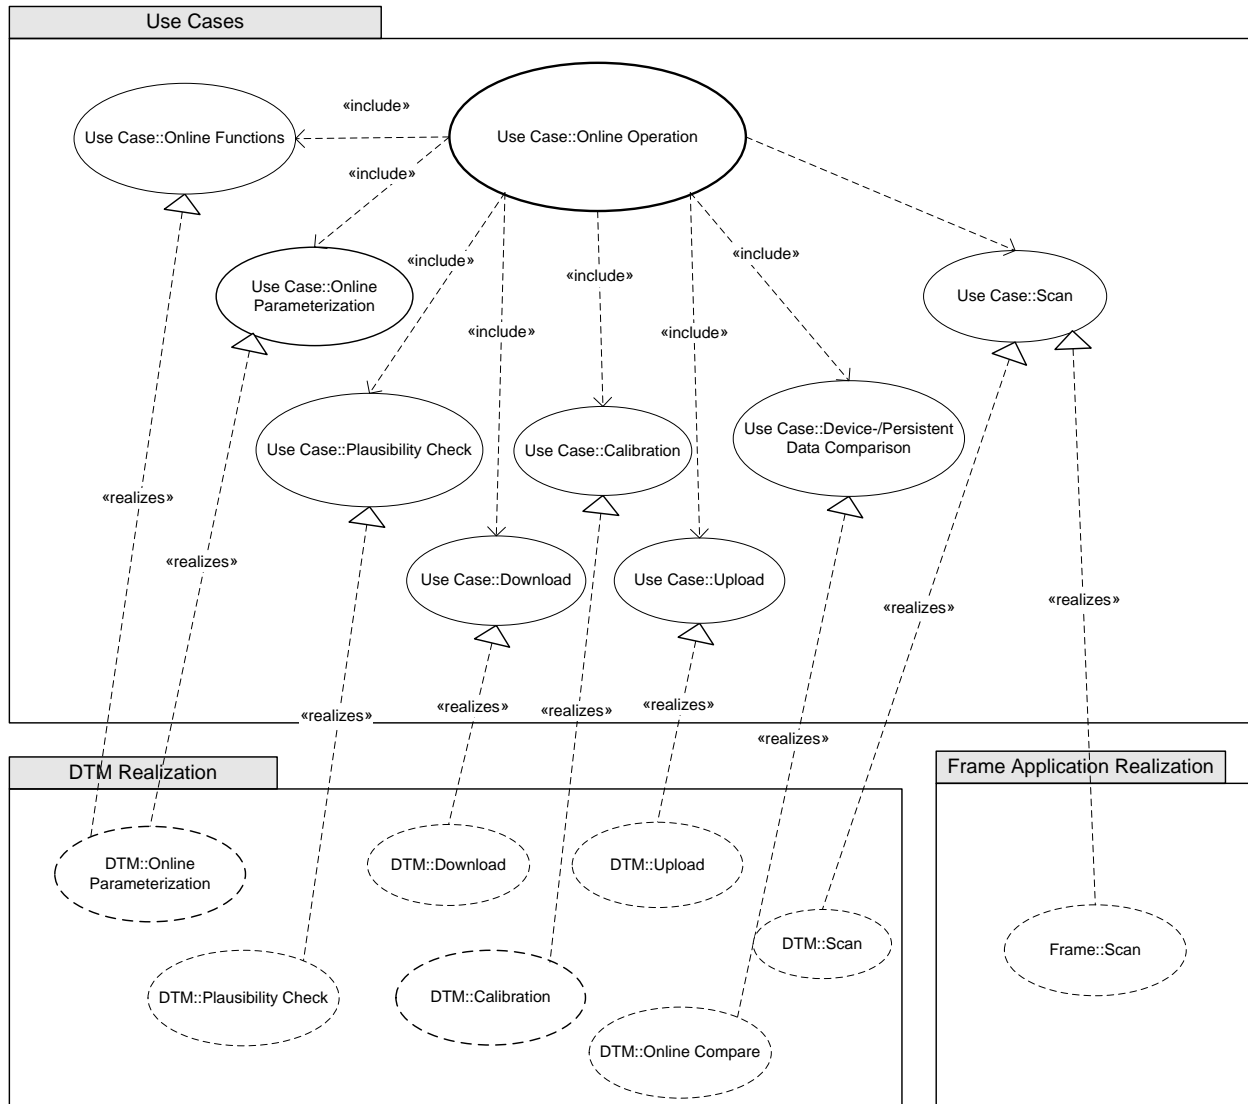 Use Cases
«include»
Use Case::Online Functions
Use Case::Online Operation
«include»
«include»
«include»
«include»
Use Case::Online
Parameterization
Use Case::Scan
«include»
«include»
Use Case::Plausibility Check
Use Case::Calibration
Use Case::Device-/Persistent
Data Comparison
«realizes»
«realizes»
Use Case::Download
Use Case::Upload
«realizes»
«realizes»
«realizes»
«realizes»
«realizes»
«realizes»
«realizes»
DTM Realization
Frame Application Realization
DTM::Online
Parameterization
DTM::Download
DTM::Upload
DTM::Scan
Frame::Scan
DTM::Plausibility Check
DTM::Calibration
DTM::Online Compare